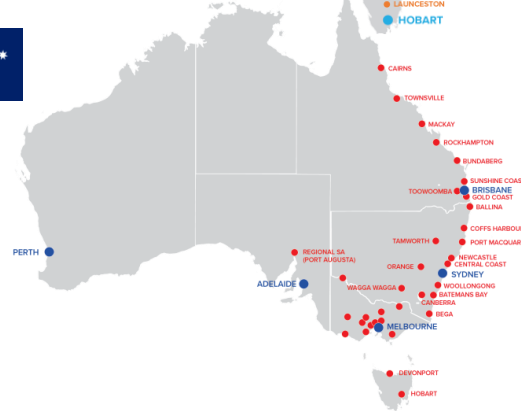 LAUNCESTON
HOBART
CAIRNS
TOWNSVILLE
MACKAY
ROCKHAMPTON
BUNDABERG
SUNSHINE COAS
TOOWOOMBA
BRISBANE
GOLD COAST
BALLINA
COFFS HARBOU
TAMWORTH
PORT MACQUAR
PERTH
REGIONAL SA
(PORT AUGUSTA)
NEWCASTLE
CENTRAL COAST
ORANGE
SYDNEY
ADELAIDE
WAGGA WAGGA
WOOLLONGONG
BATEMANS BAY
CANBERRA
BEGA
MELBOURNE
DEVONPORT
HOBART